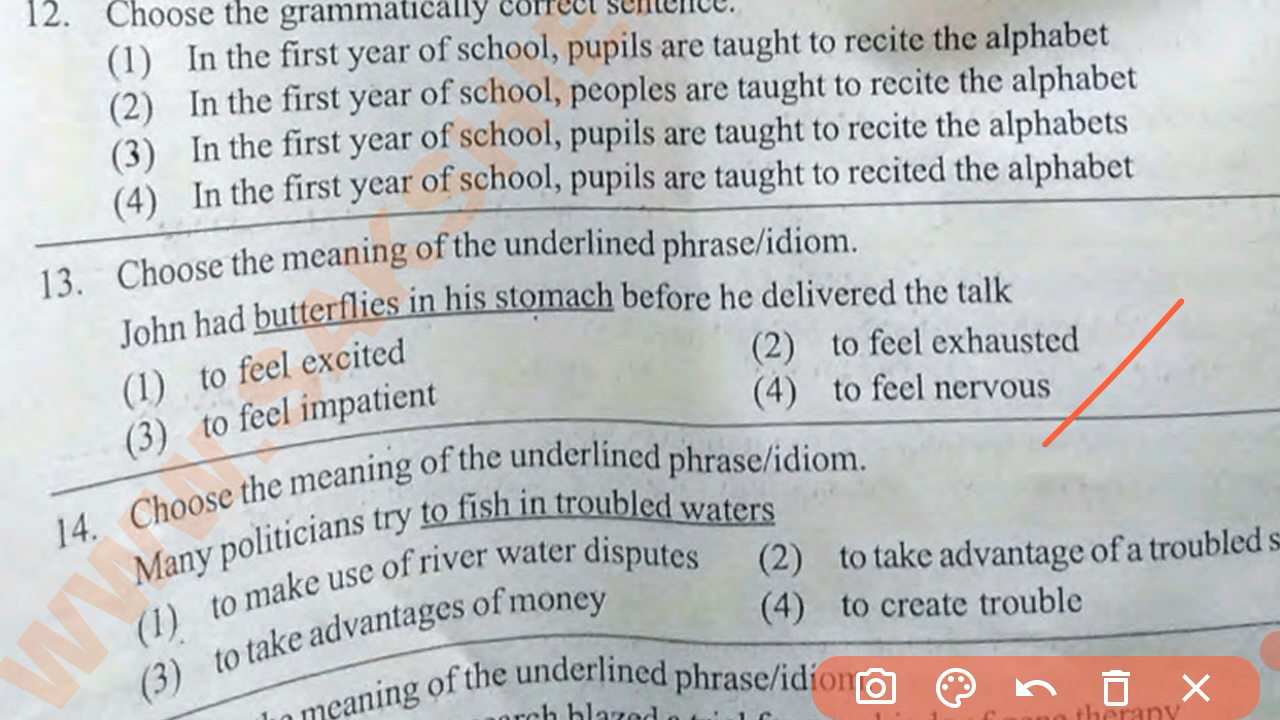 12. Choose the grammatically correct sentence.
(1) In the first year of school, pupils are taught to recite the alphabet
(2) In the first year of school, peoples are taught to recite the alphabet
(3) In the first year of school, pupils are taught to recite the alphabets
(4) In the first year of school, pupils are taught to recited the alphabet
13. Choose the meaning of the underlined phrase/idiom.
John had butterflies in his stomach before he delivered the talk
(1) to feel excited (2) to feel exhausted
(3) to feel impatient (4) to feel nervous
14. Choose the meaning of the underlined phrase/idiom.
Many politicians try to fish in troubled waters
(1) to make use of river water disputes (2) to take advantage of a troubled
(3) to take advantages of money (4) to create trouble
meaning of the underlined phrase/idiom
blazed a therapy
WWW.SAKSHE